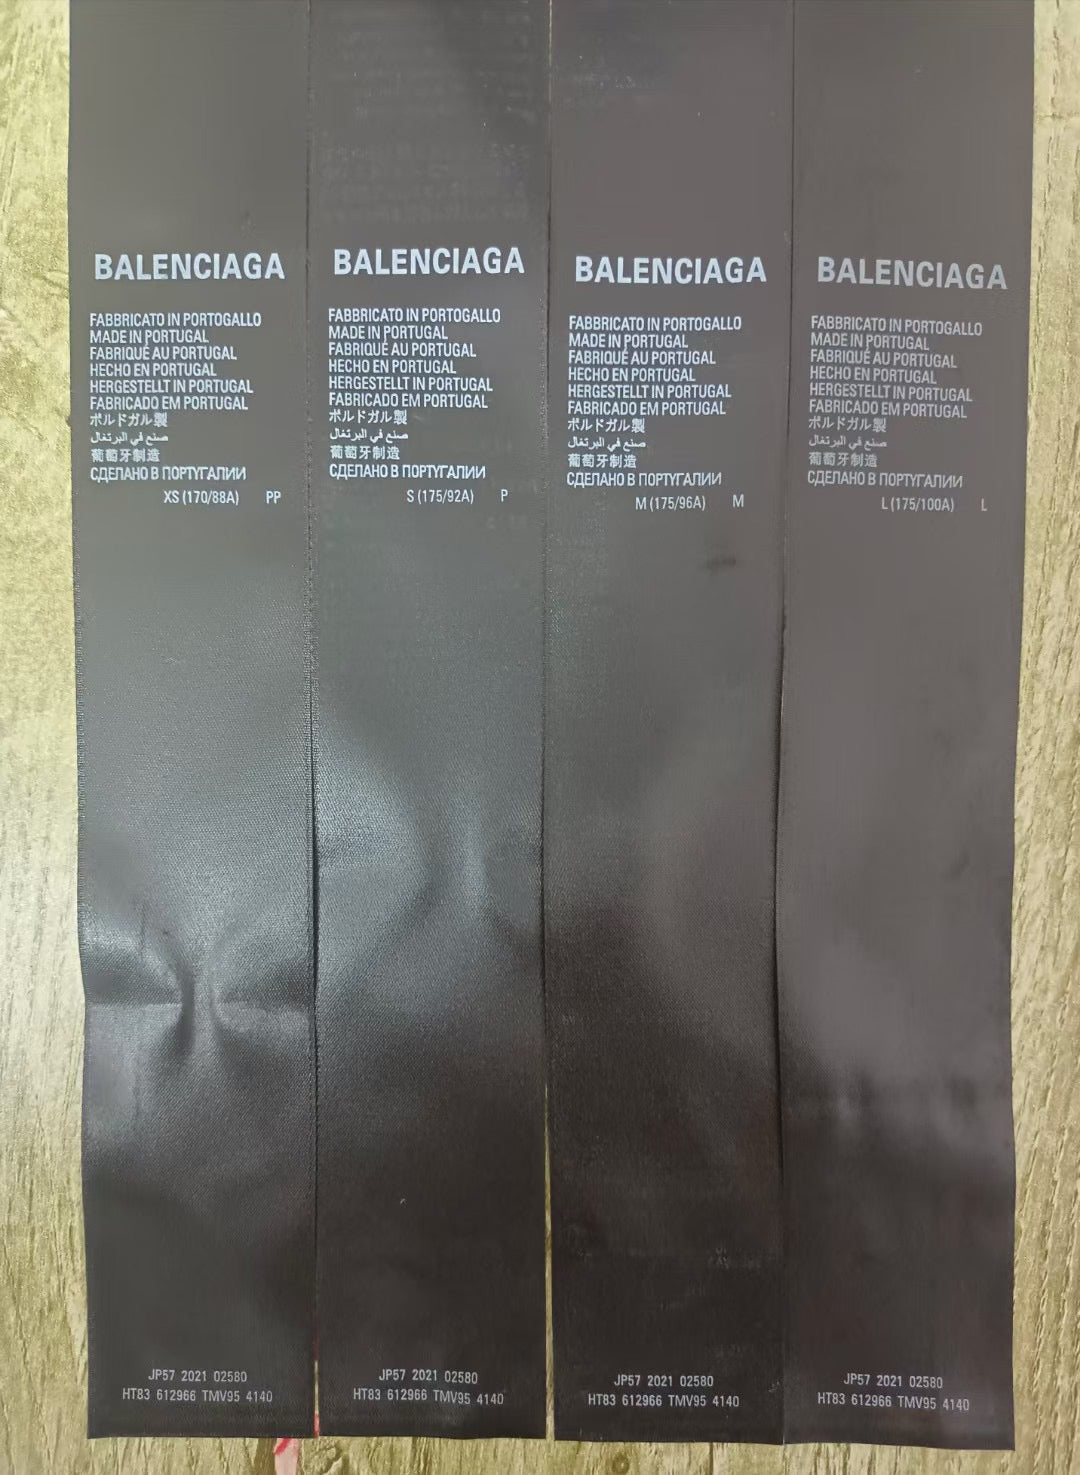 BALENCIAGA
FABBRICATO IN PORTOGALLO
MADE IN PORTUGAL
FABRIQUÉ AU PORTUGAL
HECHO EN PORTUGAL
HERGESTELLT IN PORTUGAL
FABRICADO EM PORTUGAL
ポルドガル製
صنع في البرتغال
葡萄牙制造
СДЕЛАНО В ПОРТУГАЛИИ
XS (170/88A) PP
JP57 2021 02580
HT83 612966 TMV95 4140
BALENCIAGA
FABBRICATO IN PORTOGALLO
MADE IN PORTUGAL
FABRIQUÉ AU PORTUGAL
HECHO EN PORTUGAL
HERGESTELLT IN PORTUGAL
FABRICADO EM PORTUGAL
ポルドガル製
صنع في البرتغال
葡萄牙制造
СДЕЛАНО В ПОРТУГАЛИИ
S (175/92A) P
JP57 2021 02580
HT83 612966 TMV95 4140
BALENCIAGA
FABBRICATO IN PORTOGALLO
MADE IN PORTUGAL
FABRIQUÉ AU PORTUGAL
HECHO EN PORTUGAL
HERGESTELLT IN PORTUGAL
FABRICADO EM PORTUGAL
ポルドガル製
صنع في البرتغال
葡萄牙制造
СДЕЛАНО В ПОРТУГАЛИИ
M (175/96A) M
JP57 2021 02580
HT83 612966 TMV95 4140
BALENCIAGA
FABBRICATO IN PORTOGALLO
MADE IN PORTUGAL
FABRIQUÉ AU PORTUGAL
HECHO EN PORTUGAL
HERGESTELLT IN PORTUGAL
FABRICADO EM PORTUGAL
ポルドガル製
صنع في البرتغال
葡萄牙制造
СДЕЛАНО В ПОРТУГАЛИИ
L (175/100A) L
JP57 2021 02580
HT83 612966 TMV95 4140